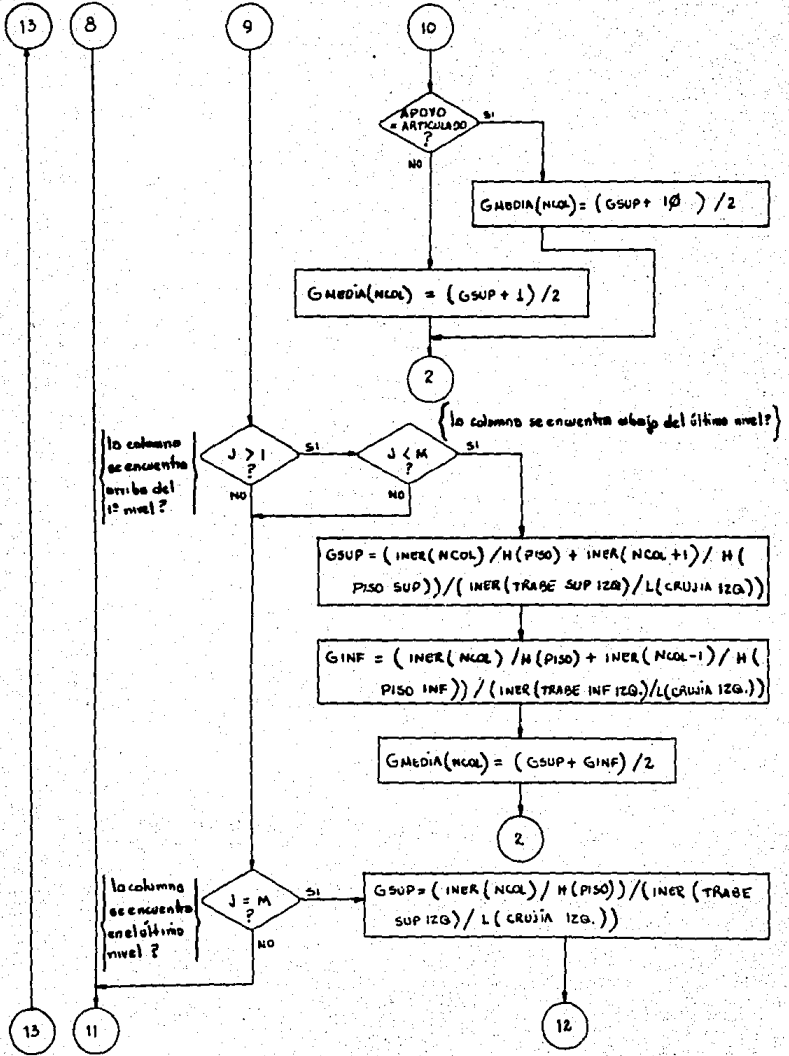 13
8
9
10
APOYO
= ARTICULADO
?
SI
NO
GMEDIA(NCOL) = (GSUP + 1Ø ) /2
GMEDIA(NCOL) = (GSUP + 1) /2
2
{la columna se encuentra abajo del último nivel?}
la columna
se encuentra
arriba del
1º nivel ?
J > 1
?
SI
NO
J < M
?
SI
NO
GSUP = (INER(NCOL) /H(PISO) + INER(NCOL+1) / H(
PISO SUP))/(INER(TRABE SUP IZQ)/L(CRUJIA IZQ))
GINF = (INER(NCOL) /H(PISO) + INER(NCOL-1) / H(
PISO INF)) / (INER(TRABE INF IZQ.)/L(CRUJÍA IZQ.))
GMEDIA(NCOL) = (GSUP + GINF) /2
2
la columna
se encuentra
en el último
nivel ?
J = M
?
SI
NO
GSUP = (INER(NCOL) / H(PISO))/(INER (TRABE
SUP IZQ)/ L( CRUJÍA IZQ.))
13
11
12